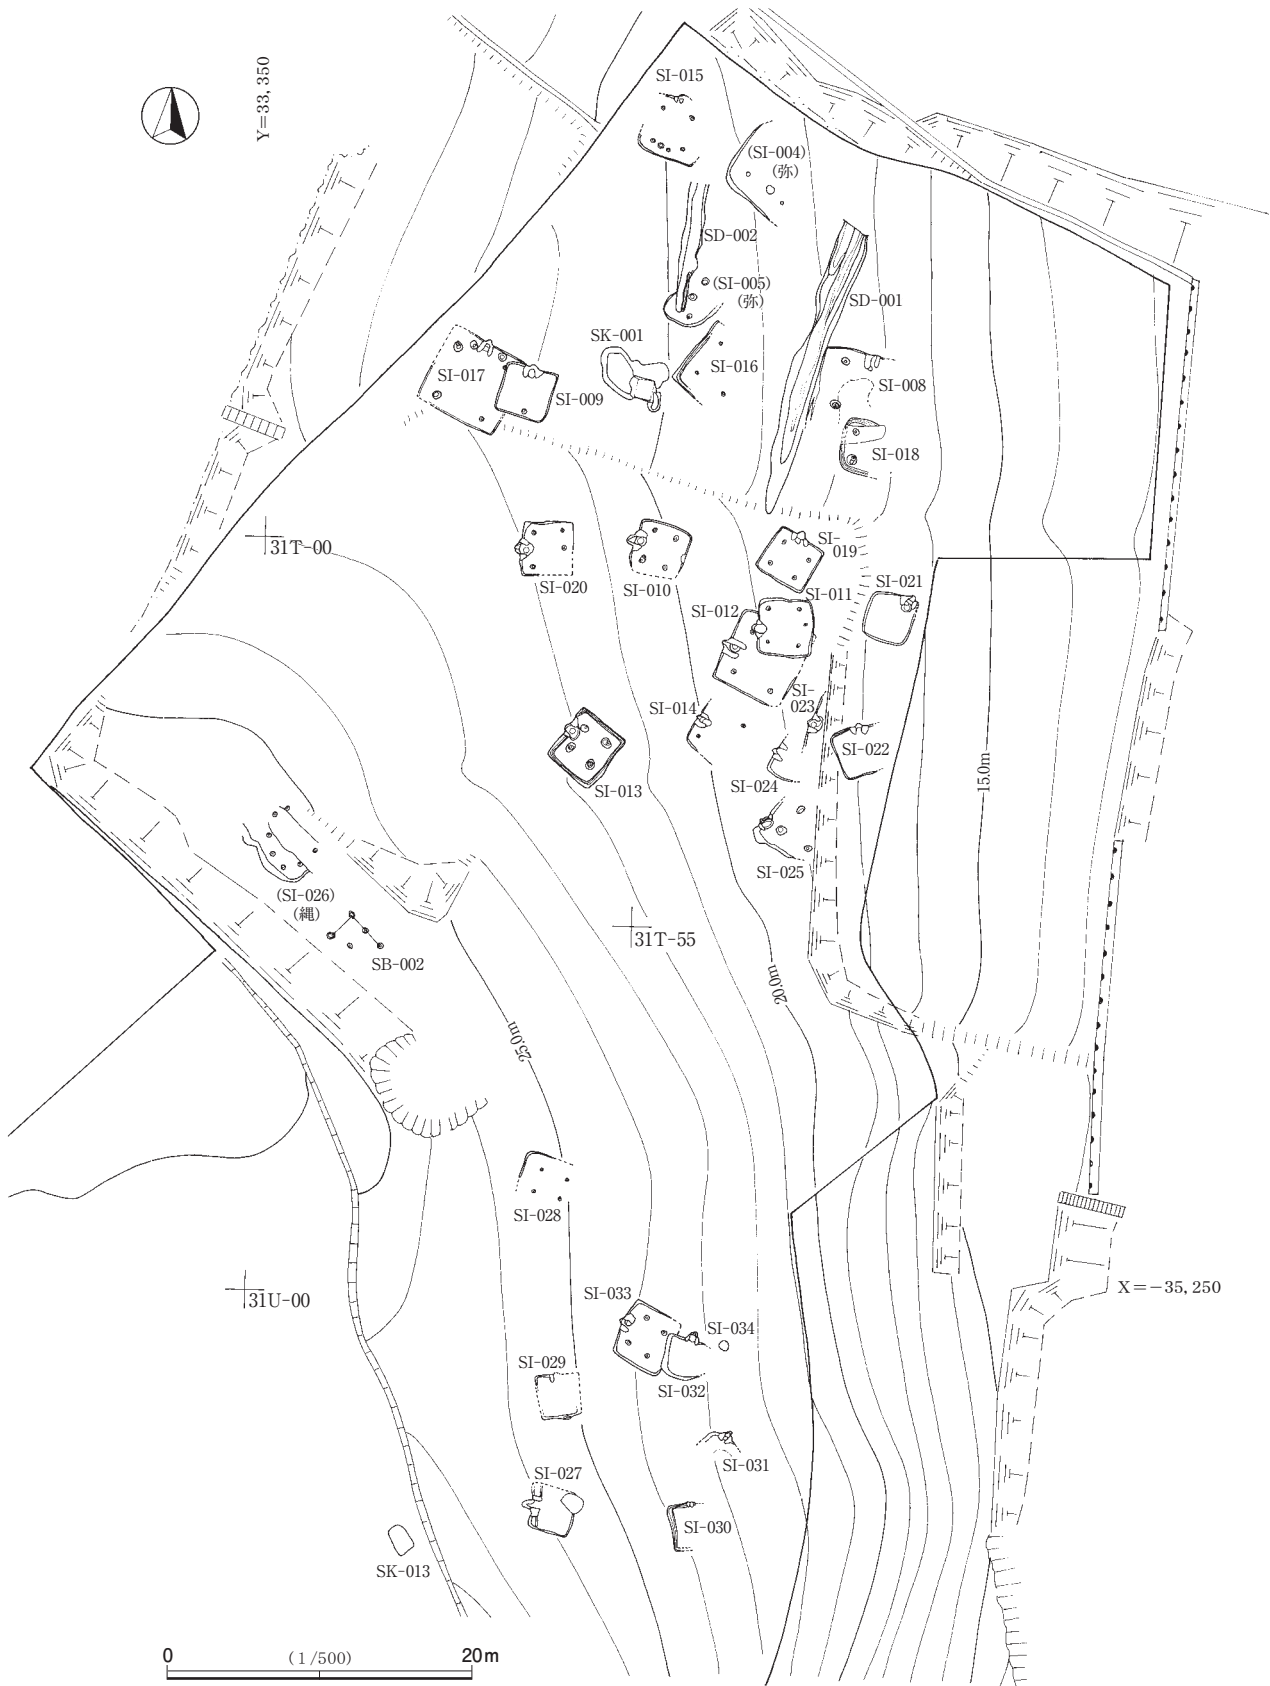 Y=33,350
SI-015
(SI-004)
(弥)
SD-002
(SI-005)
(弥)
SD-001
SK-001
SI-016
SI-017
SI-009
SI-008
SI-018
31T-00
SI-020
SI-010
SI-
019
SI-011
SI-021
SI-012
SI-
023
SI-014
SI-022
SI-013
SI-024
15.0m
SI-025
(SI-026)
(縄)
31T-55
SB-002
20.0m
25.0m
SI-028
31U-00
X=-35,250
SI-033
SI-034
SI-029
SI-032
SI-031
SI-027
SI-030
SK-013
0
(1/500)
20m